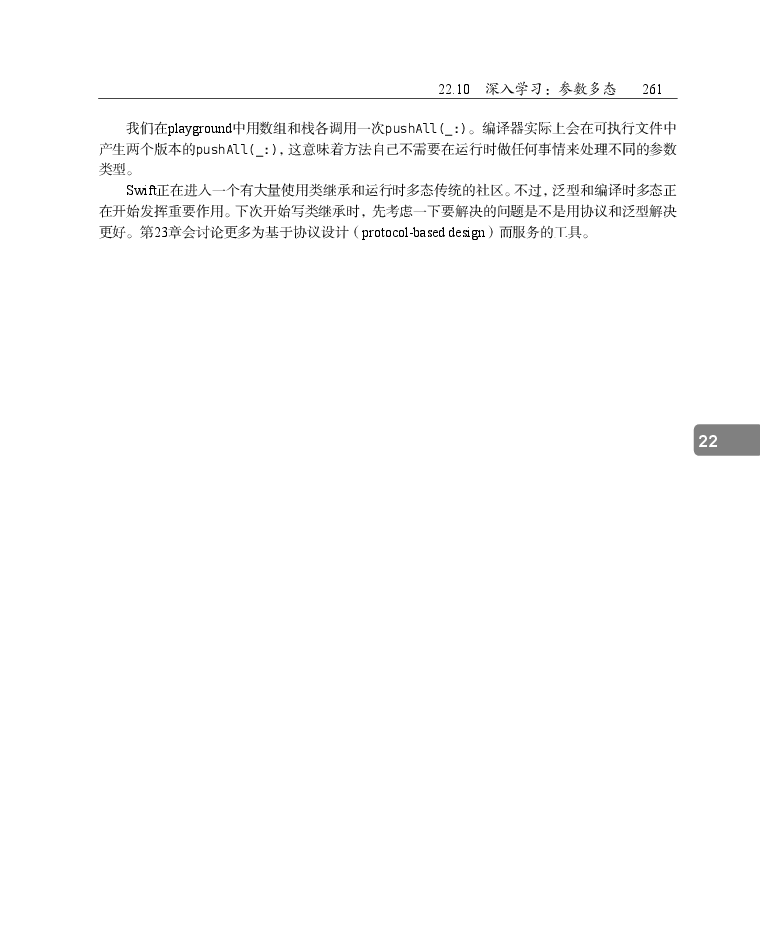 22.10 深入学习：参数多态 261
我们在playground中用数组和栈各调用一次pushAll(_:)。编译器实际上会在可执行文件中
产生两个版本的pushAll(_:)，这意味着方法自己不需要在运行时做任何事情来处理不同的参数
类型。
Swift正在进入一个有大量使用类继承和运行时多态传统的社区。不过，泛型和编译时多态正
在开始发挥重要作用。下次开始写类继承时，先考虑一下要解决的问题是不是用协议和泛型解决
更好。第23章会讨论更多为基于协议设计（protocol-based design）而服务的工具。
22